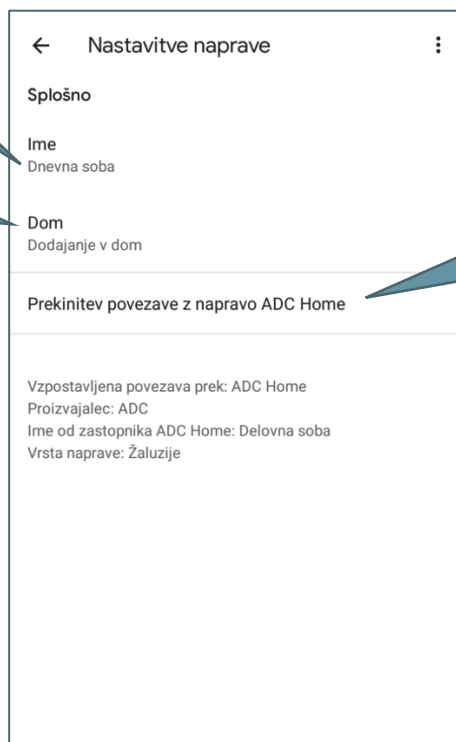 Nastavitve naprave
Splošno
Ime
Dnevna soba
Dom
Dodajanje v dom
Prekinitev povezave z napravo ADC Home
Vzpostavljena povezava prek: ADC Home
Proizvajalec: ADC
Ime od zastopnika ADC Home: Delovna soba
Vrsta naprave: Žaluzije